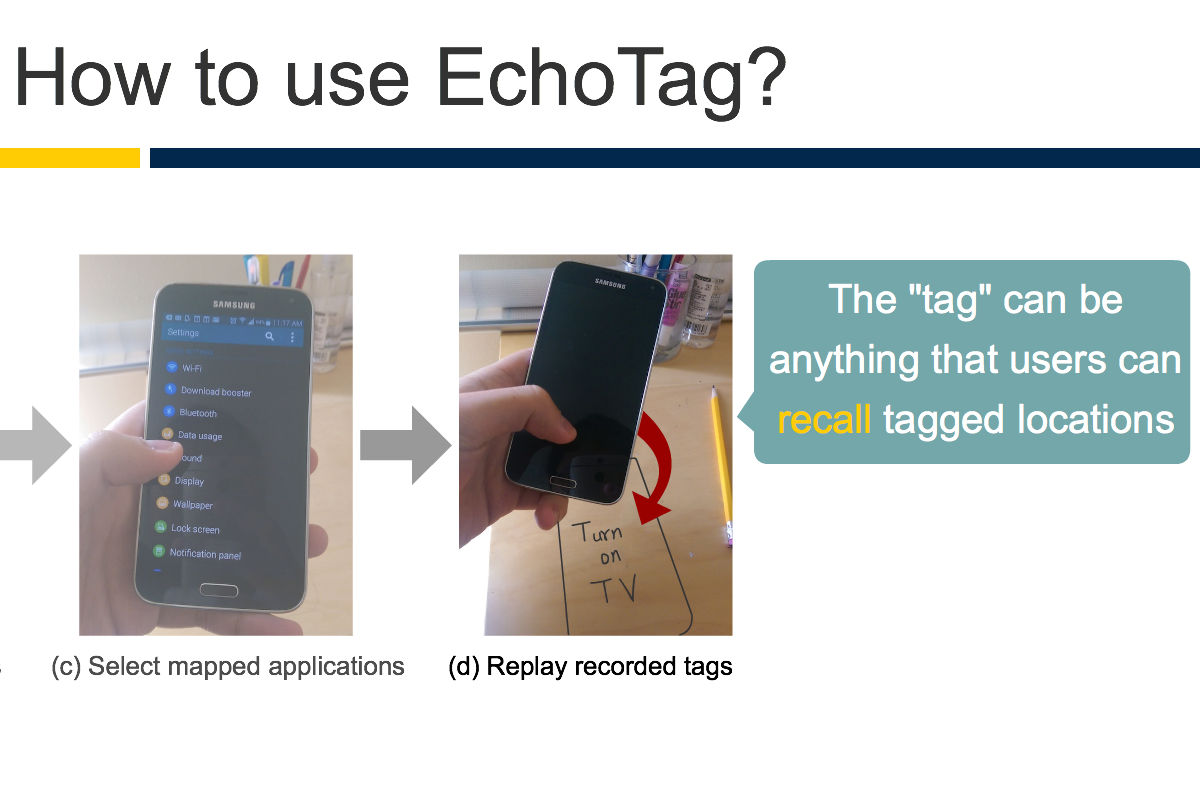 How to use EchoTag?
SAMSUNG
11:17 AM
Settings
Wi-Fi
Download booster
Bluetooth
Data usage
ound
Display
Wallpaper
Lock screen
Notification panel
(c) Select mapped applications
SAMSUNG
Turn
on
TV
(d) Replay recorded tags
The "tag" can be
anything that users can
recall tagged locations